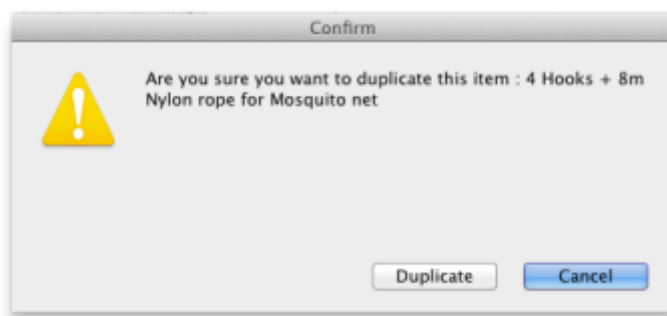 Confirm
Are you sure you want to duplicate this item : 4 Hooks + 8m
Nylon rope for Mosquito net
Duplicate
Cancel